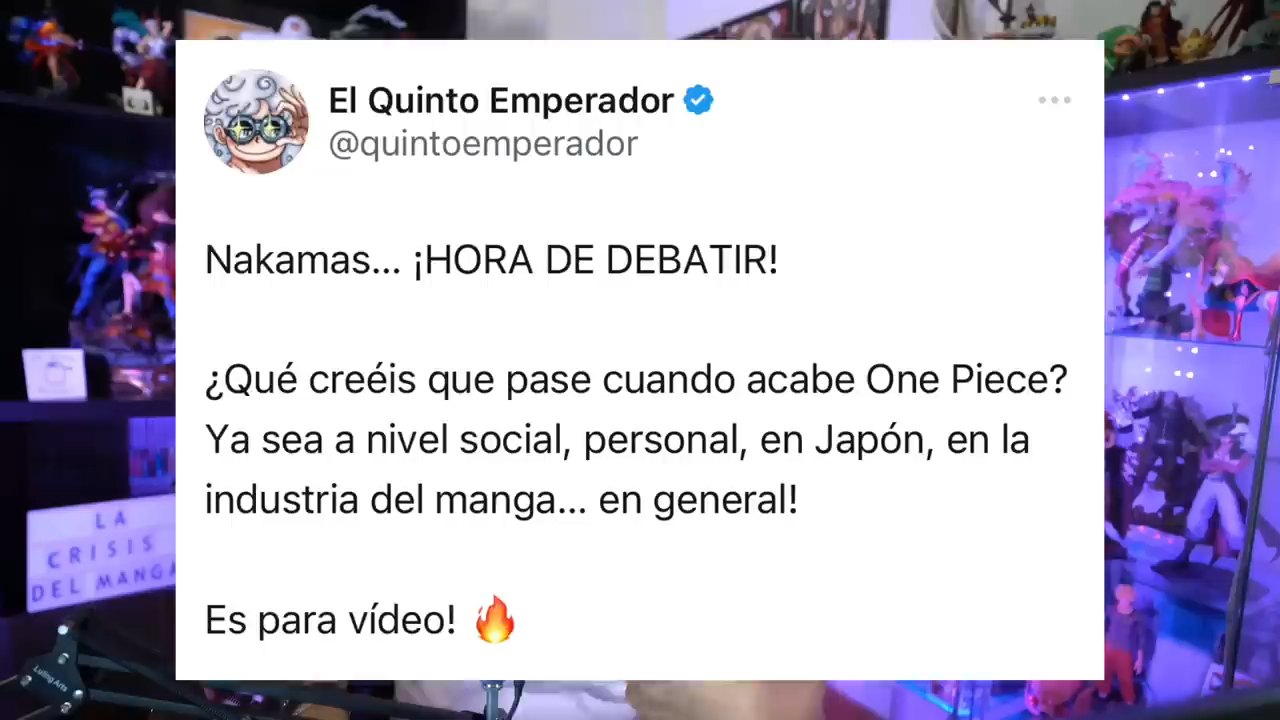 El Quinto Emperador
@quintoemperador
Nakamas... ¡HORA DE DEBATIR!
¿Qué creéis que pase cuando acabe One Piece?
Ya sea a nivel social, personal, en Japón, en la
industria del manga... en general!
Es para vídeo! 🔥
LA
CRISIS
DEL MANGA